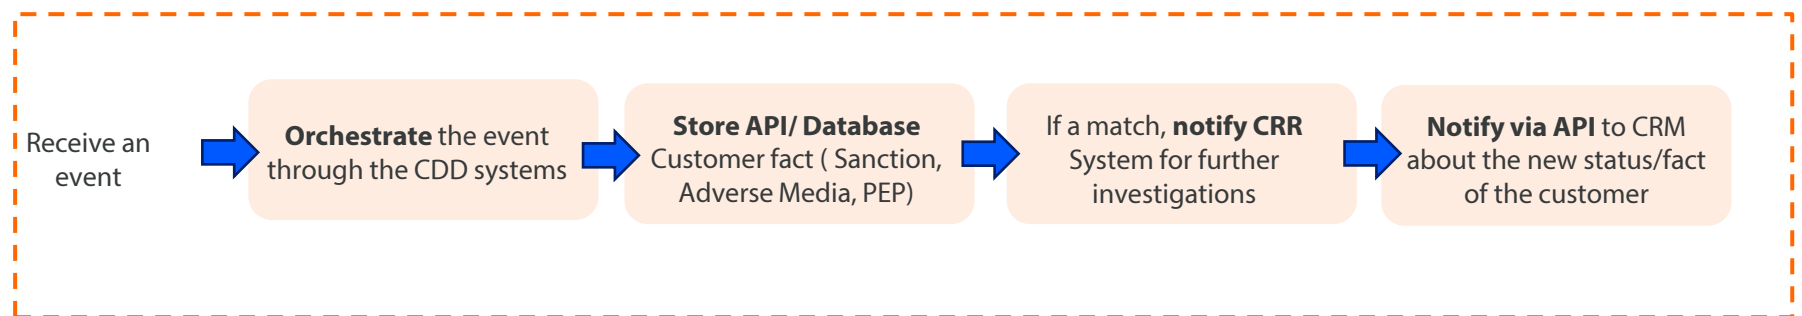 Receive an
event
Orchestrate the event
through the CDD systems
Store API/ Database
Customer fact ( Sanction,
Adverse Media, PEP)
If a match, notify CRR
System for further
investigations
Notify via API to CRM
about the new status/fact
of the customer